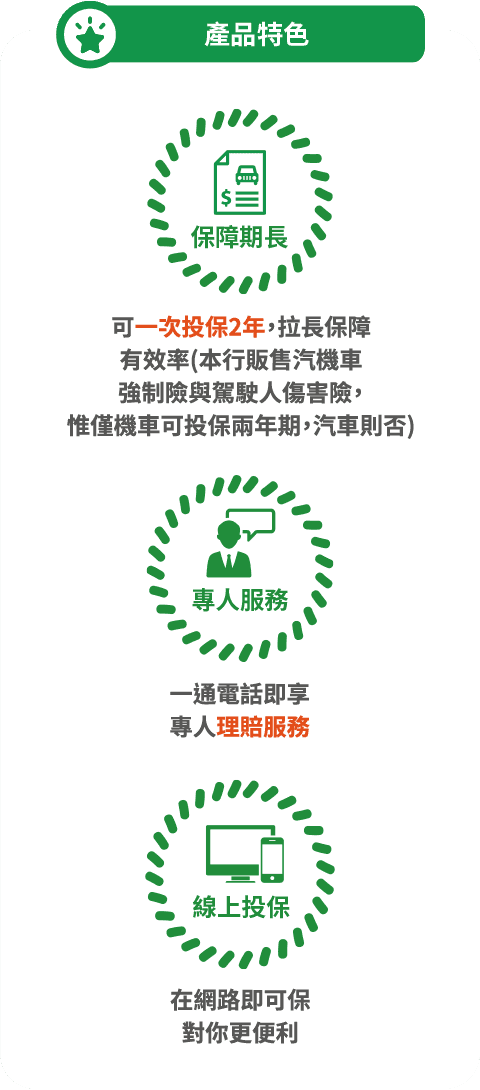 產品特色
$
保障期長
可一次投保2年,拉長保障
有效率(本行販售汽機車
強制險與駕駛人傷害險,
惟僅機車可投保兩年期,汽車則否)
專人服務
一通電話即享
專人理賠服務
線上投保
在網路即可保
對你更便利